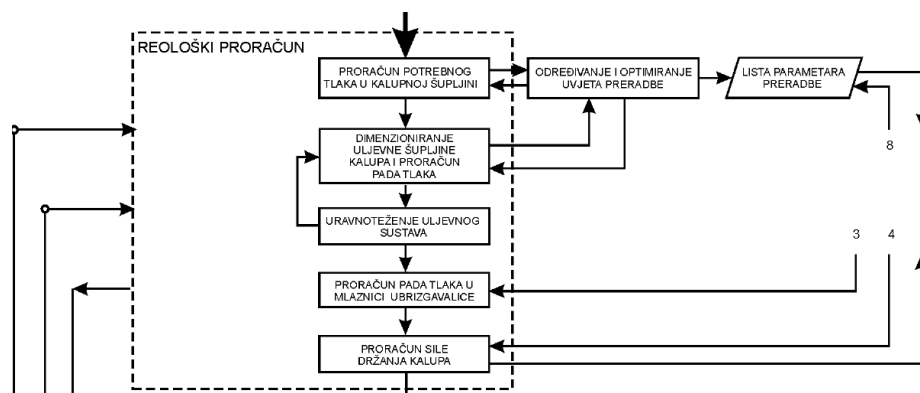 REOLOŠKI PRORAČUN
PRORAČUN POTREBNOG
TLAKA U KALUPNOJ ŠUPLJINI
ODREĐIVANJE I OPTIMIRANJE
UVJETA PRERADBE
LISTA PARAMETARA
PRERADBE
DIMENZIONIRANJE
ULJEVNE ŠUPLJINE
KALUPA I PRORAČUN
PADA TLAKA
8
URAVNOTEŽENJE ULJEVNOG
SUSTAVA
3 4
PRORAČUN PADA TLAKA U
MLAZNICI UBRIZGAVALICE
PRORAČUN SILE
DRŽANJA KALUPA